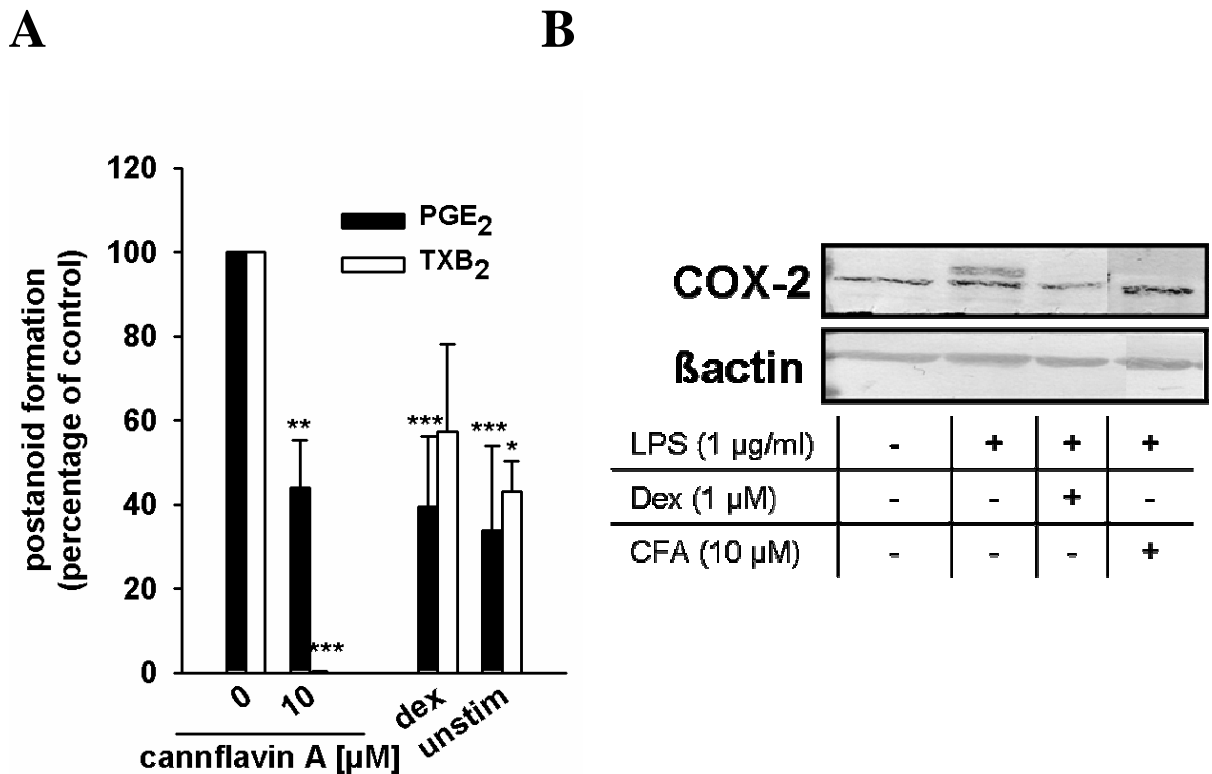 A
B
120
100
80
60
40
20
0
postanoid formation
(percentage of control)
PGE2
TXB2
**
***
***
***
*
0
10
dex
unstim
cannflavin A [µM]
COX-2
ßactin
LPS (1 µg/ml) - + + +
Dex (1 µM) - - + -
CFA (10 µM) - - - +